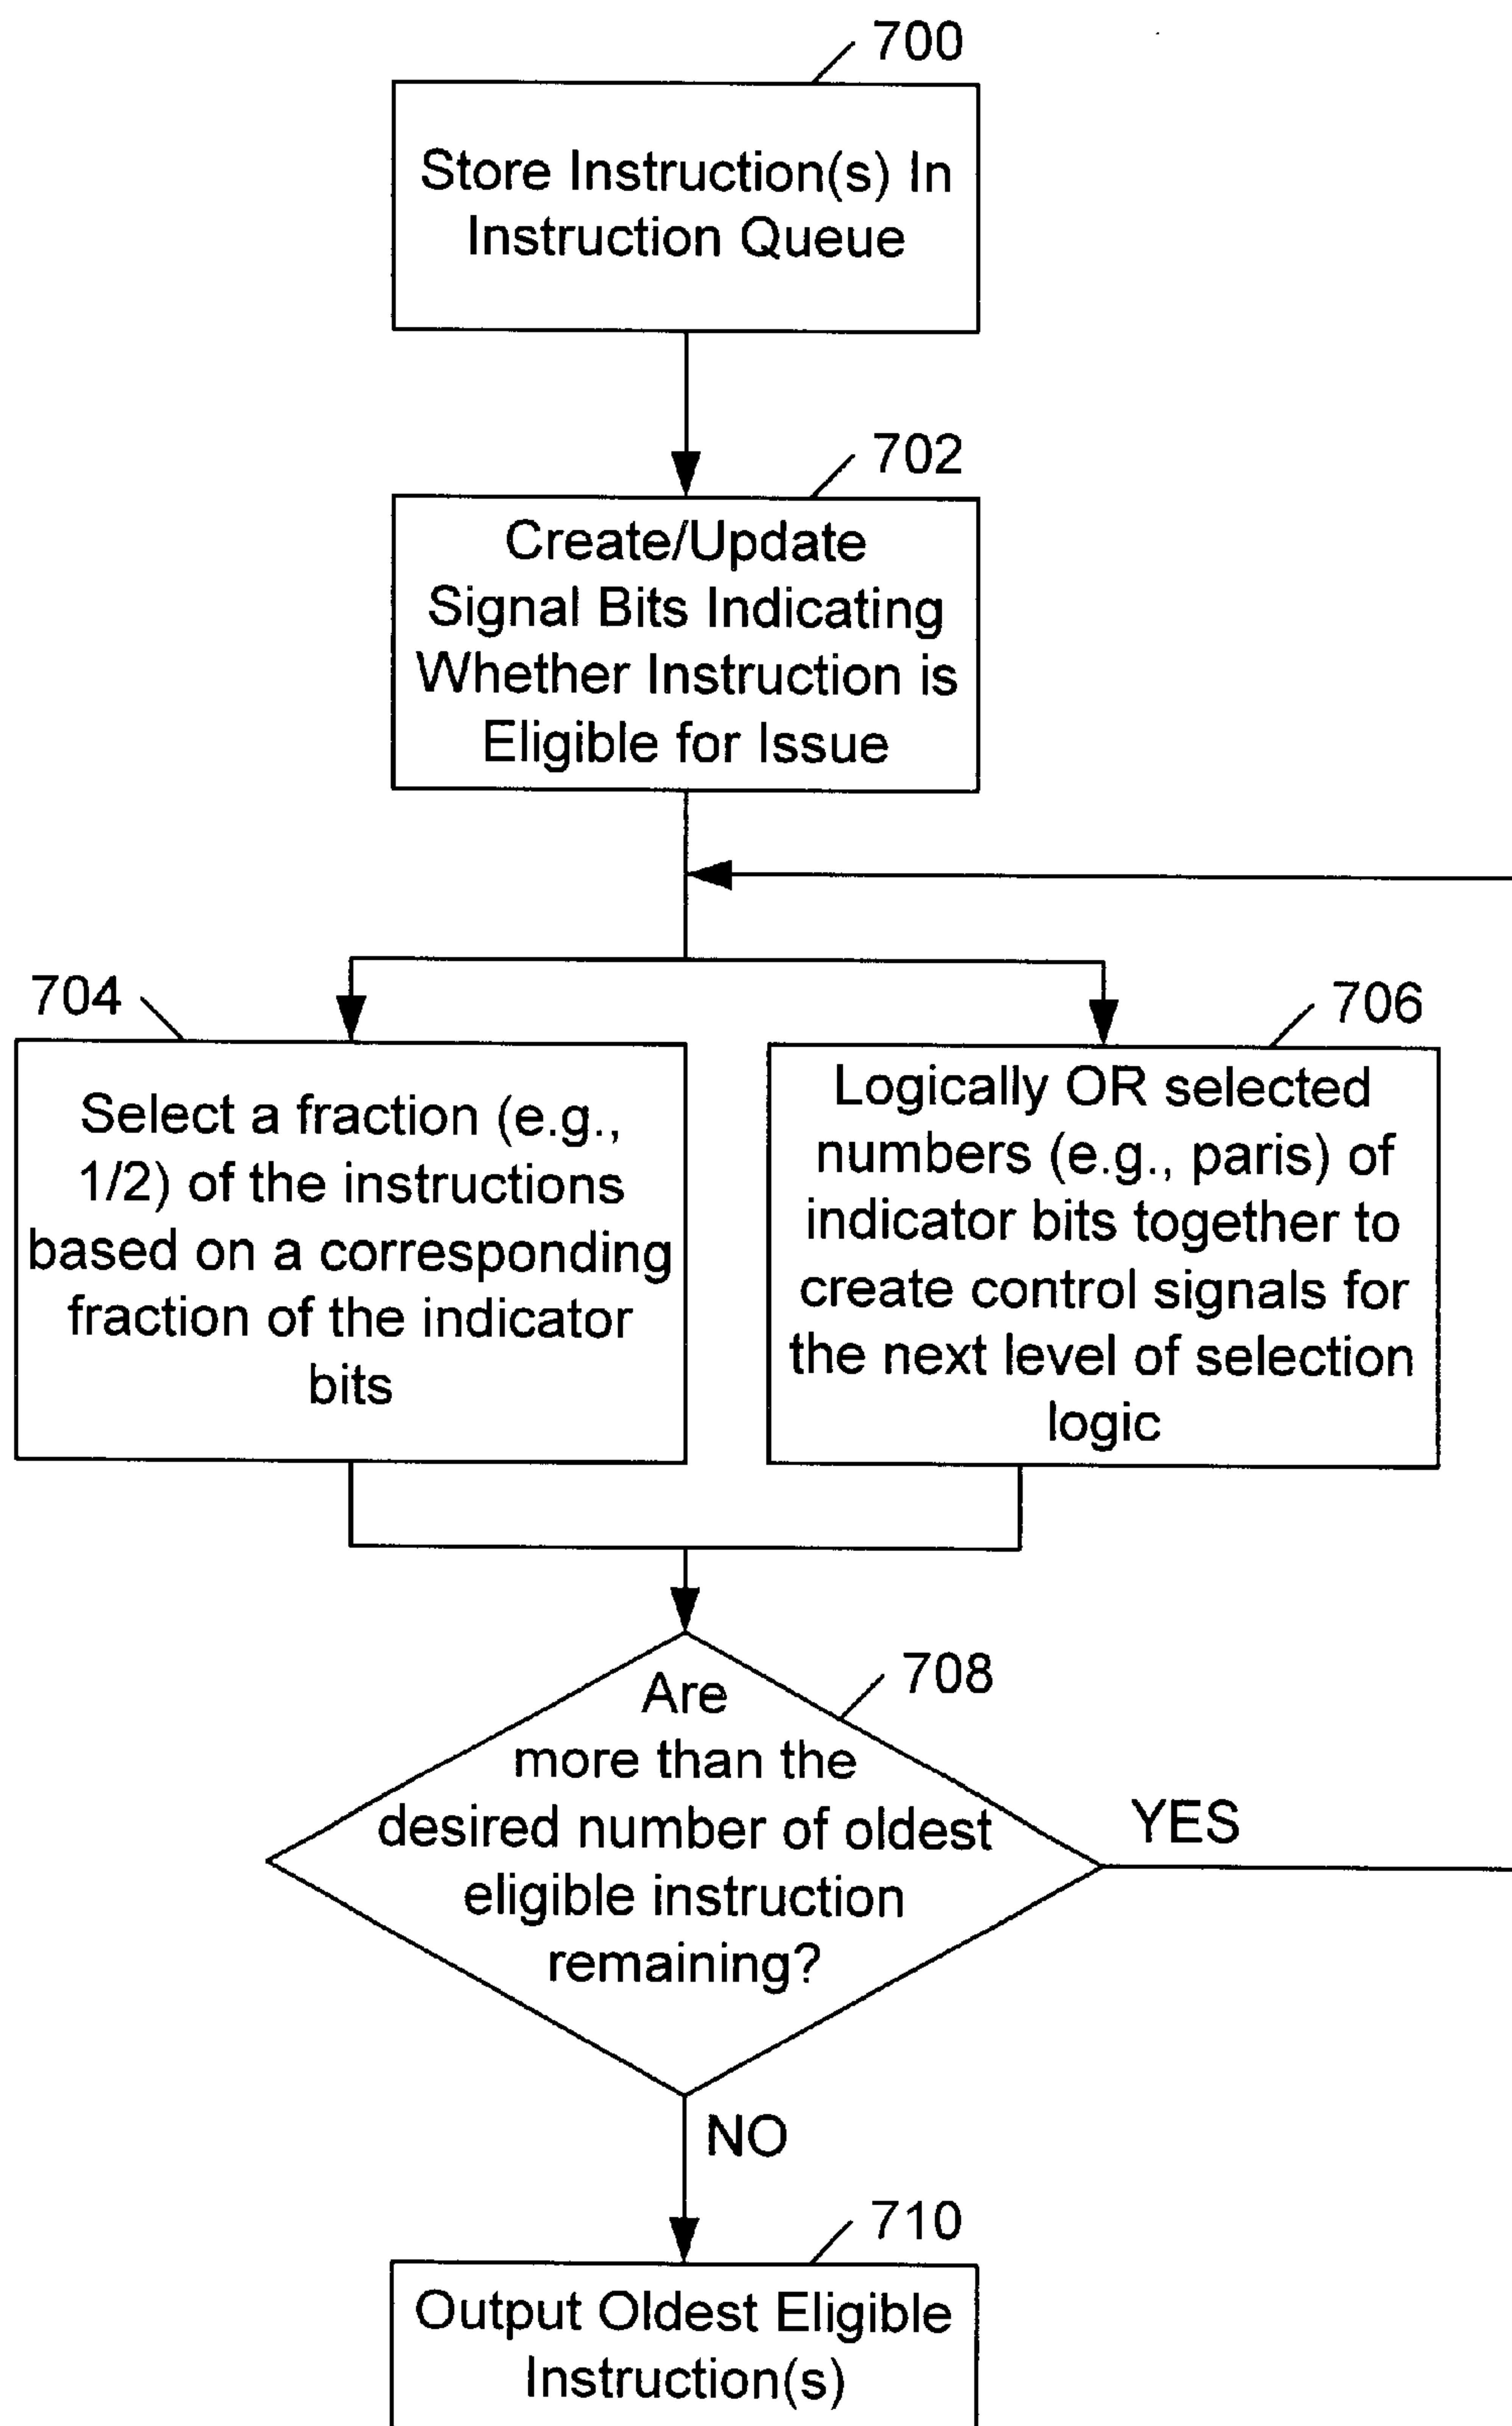 700
Store Instruction(s) In
Instruction Queue
702
Create/Update
Signal Bits Indicating
Whether Instruction is
Eligible for Issue
704
Select a fraction (e.g.,
1/2) of the instructions
based on a corresponding
fraction of the indicator
bits
706
Logically OR selected
numbers (e.g., paris) of
indicator bits together to
create control signals for
the next level of selection
logic
708
Are
more than the
desired number of oldest
eligible instruction
remaining?
YES
NO
710
Output Oldest Eligible
Instruction(s)